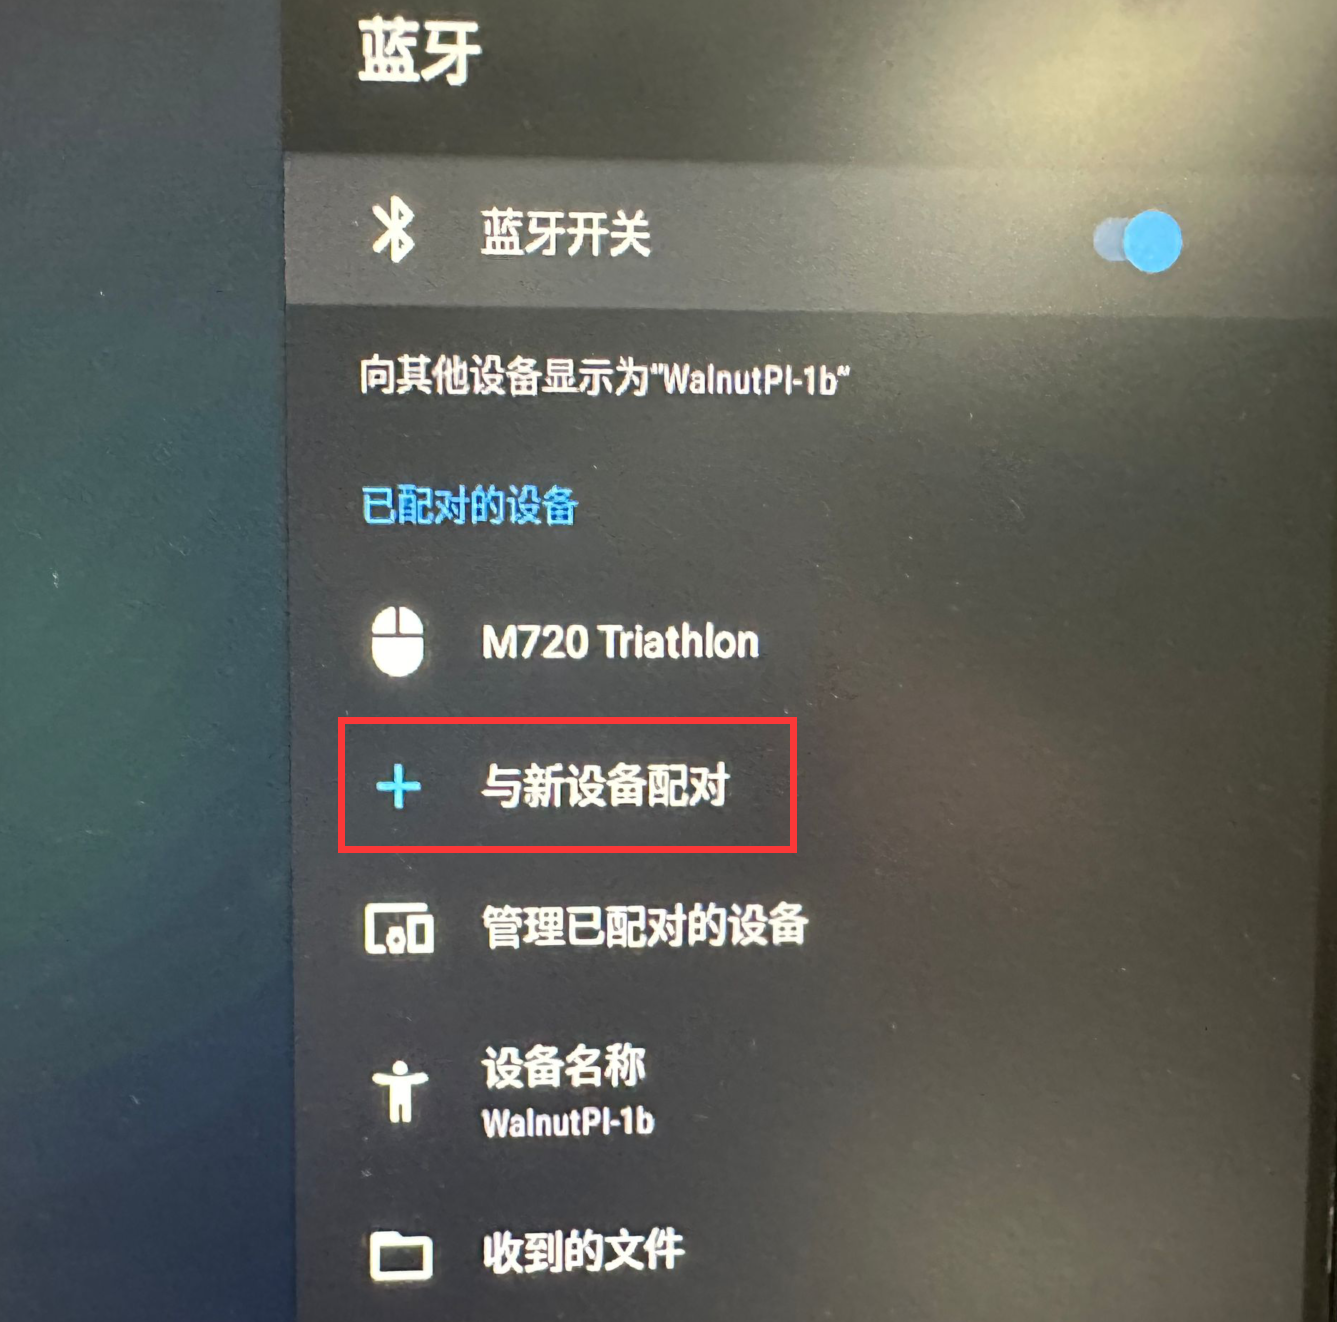 蓝牙
蓝牙开关
向其他设备显示为"WalnutPI-1b"
已配对的设备
M720 Triathlon
与新设备配对
管理已配对的设备
设备名称
WalnutPI-1b
收到的文件